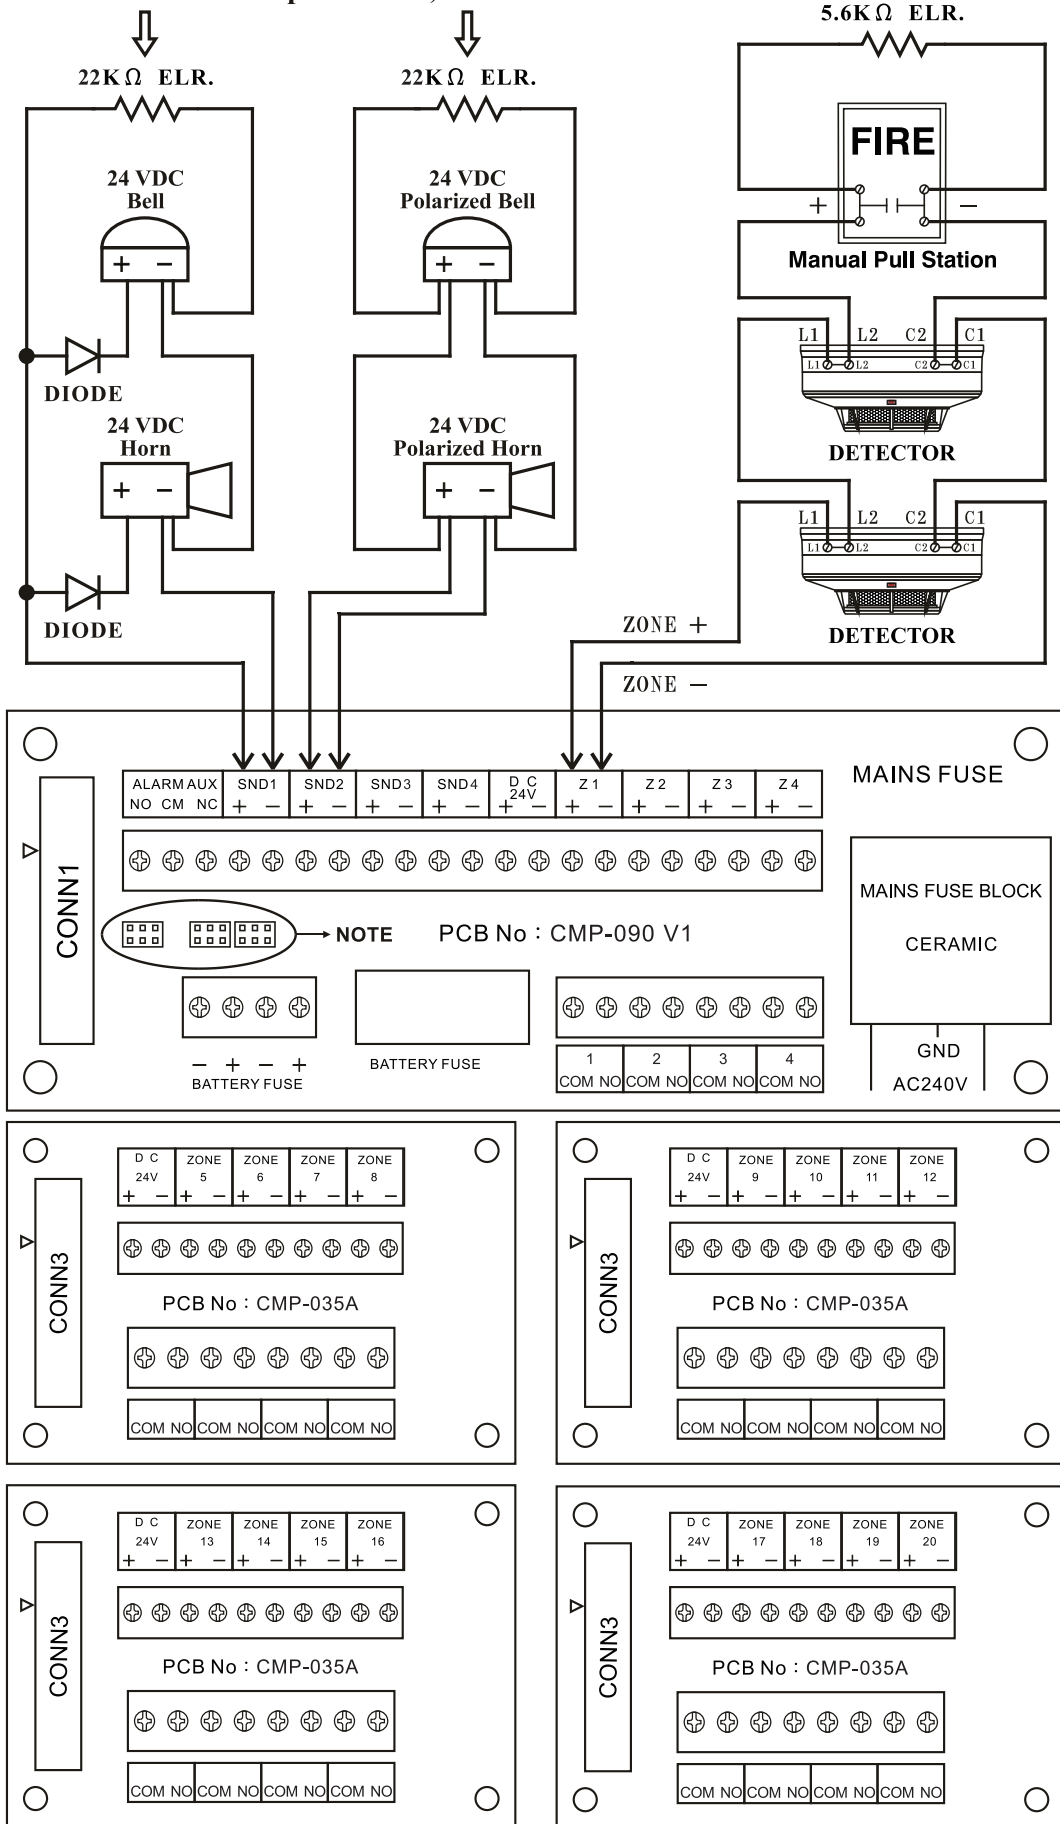 5.6KΩ ELR.
22KΩ ELR.
22KΩ ELR.
FIRE
24 VDC
Bell
24 VDC
Polarized Bell
+ −
+ −
+ −
Manual Pull Station
L1 L2 C2 C1
L1 L2 C2 C1
DIODE
24 VDC
Horn
24 VDC
Polarized Horn
DETECTOR
+ −
+ −
L1 L2 C2 C1
L1 L2 C2 C1
DIODE
DETECTOR
ZONE +
ZONE −
MAINS FUSE
ALARM AUX SND1 SND2 SND3 SND4 DC 24V Z1 Z2 Z3 Z4
NO CM NC + − + − + − + − + − + − + − + − + −
CONN1
MAINS FUSE BLOCK
CERAMIC
NOTE
PCB No : CMP-090 V1
− + − +
BATTERY FUSE
BATTERY FUSE
1 2 3 4
COM NO COM NO COM NO COM NO
GND
AC240V
DC ZONE ZONE ZONE ZONE
24V 5 6 7 8
+ − + − + − + − + −
CONN3
PCB No : CMP-035A
COM NO COM NO COM NO COM NO
DC ZONE ZONE ZONE ZONE
24V 9 10 11 12
+ − + − + − + − + −
CONN3
PCB No : CMP-035A
COM NO COM NO COM NO COM NO
DC ZONE ZONE ZONE ZONE
24V 13 14 15 16
+ − + − + − + − + −
CONN3
PCB No : CMP-035A
COM NO COM NO COM NO COM NO
DC ZONE ZONE ZONE ZONE
24V 17 18 19 20
+ − + − + − + − + −
CONN3
PCB No : CMP-035A
COM NO COM NO COM NO COM NO